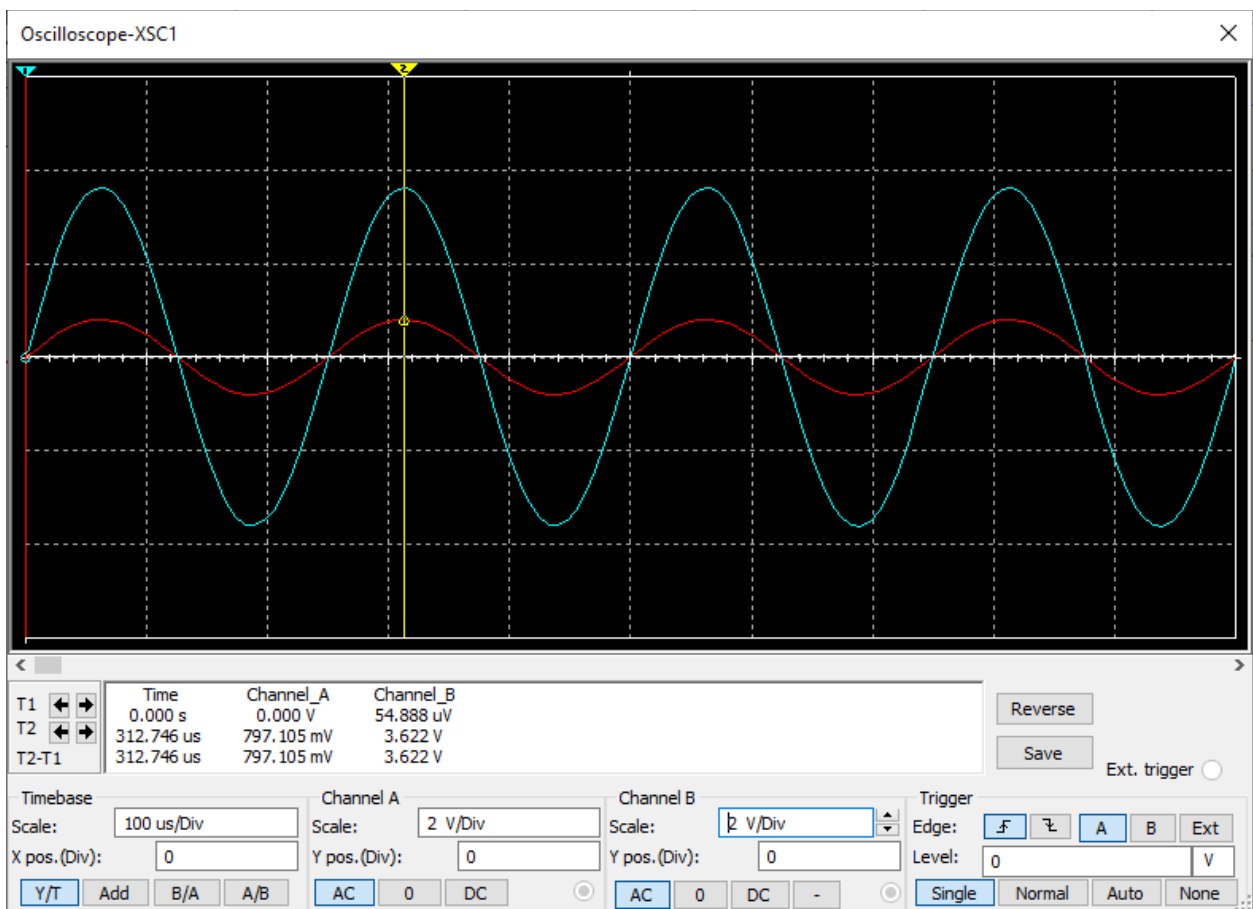 Oscilloscope-XSC1
1
2
Time Channel_A Channel_B
T1 0.000 s 0.000 V 54.888 uV
T2 312.746 us 797.105 mV 3.622 V
T2-T1 312.746 us 797.105 mV 3.622 V
Reverse
Save
Ext. trigger
Timebase
Scale: 100 us/Div
X pos.(Div): 0
Y/T Add B/A A/B
Channel A
Scale: 2 V/Div
Y pos.(Div): 0
AC 0 DC
Channel B
Scale: 2 V/Div
Y pos.(Div): 0
AC 0 DC -
Trigger
Edge: A B Ext
Level: 0 V
Single Normal Auto None